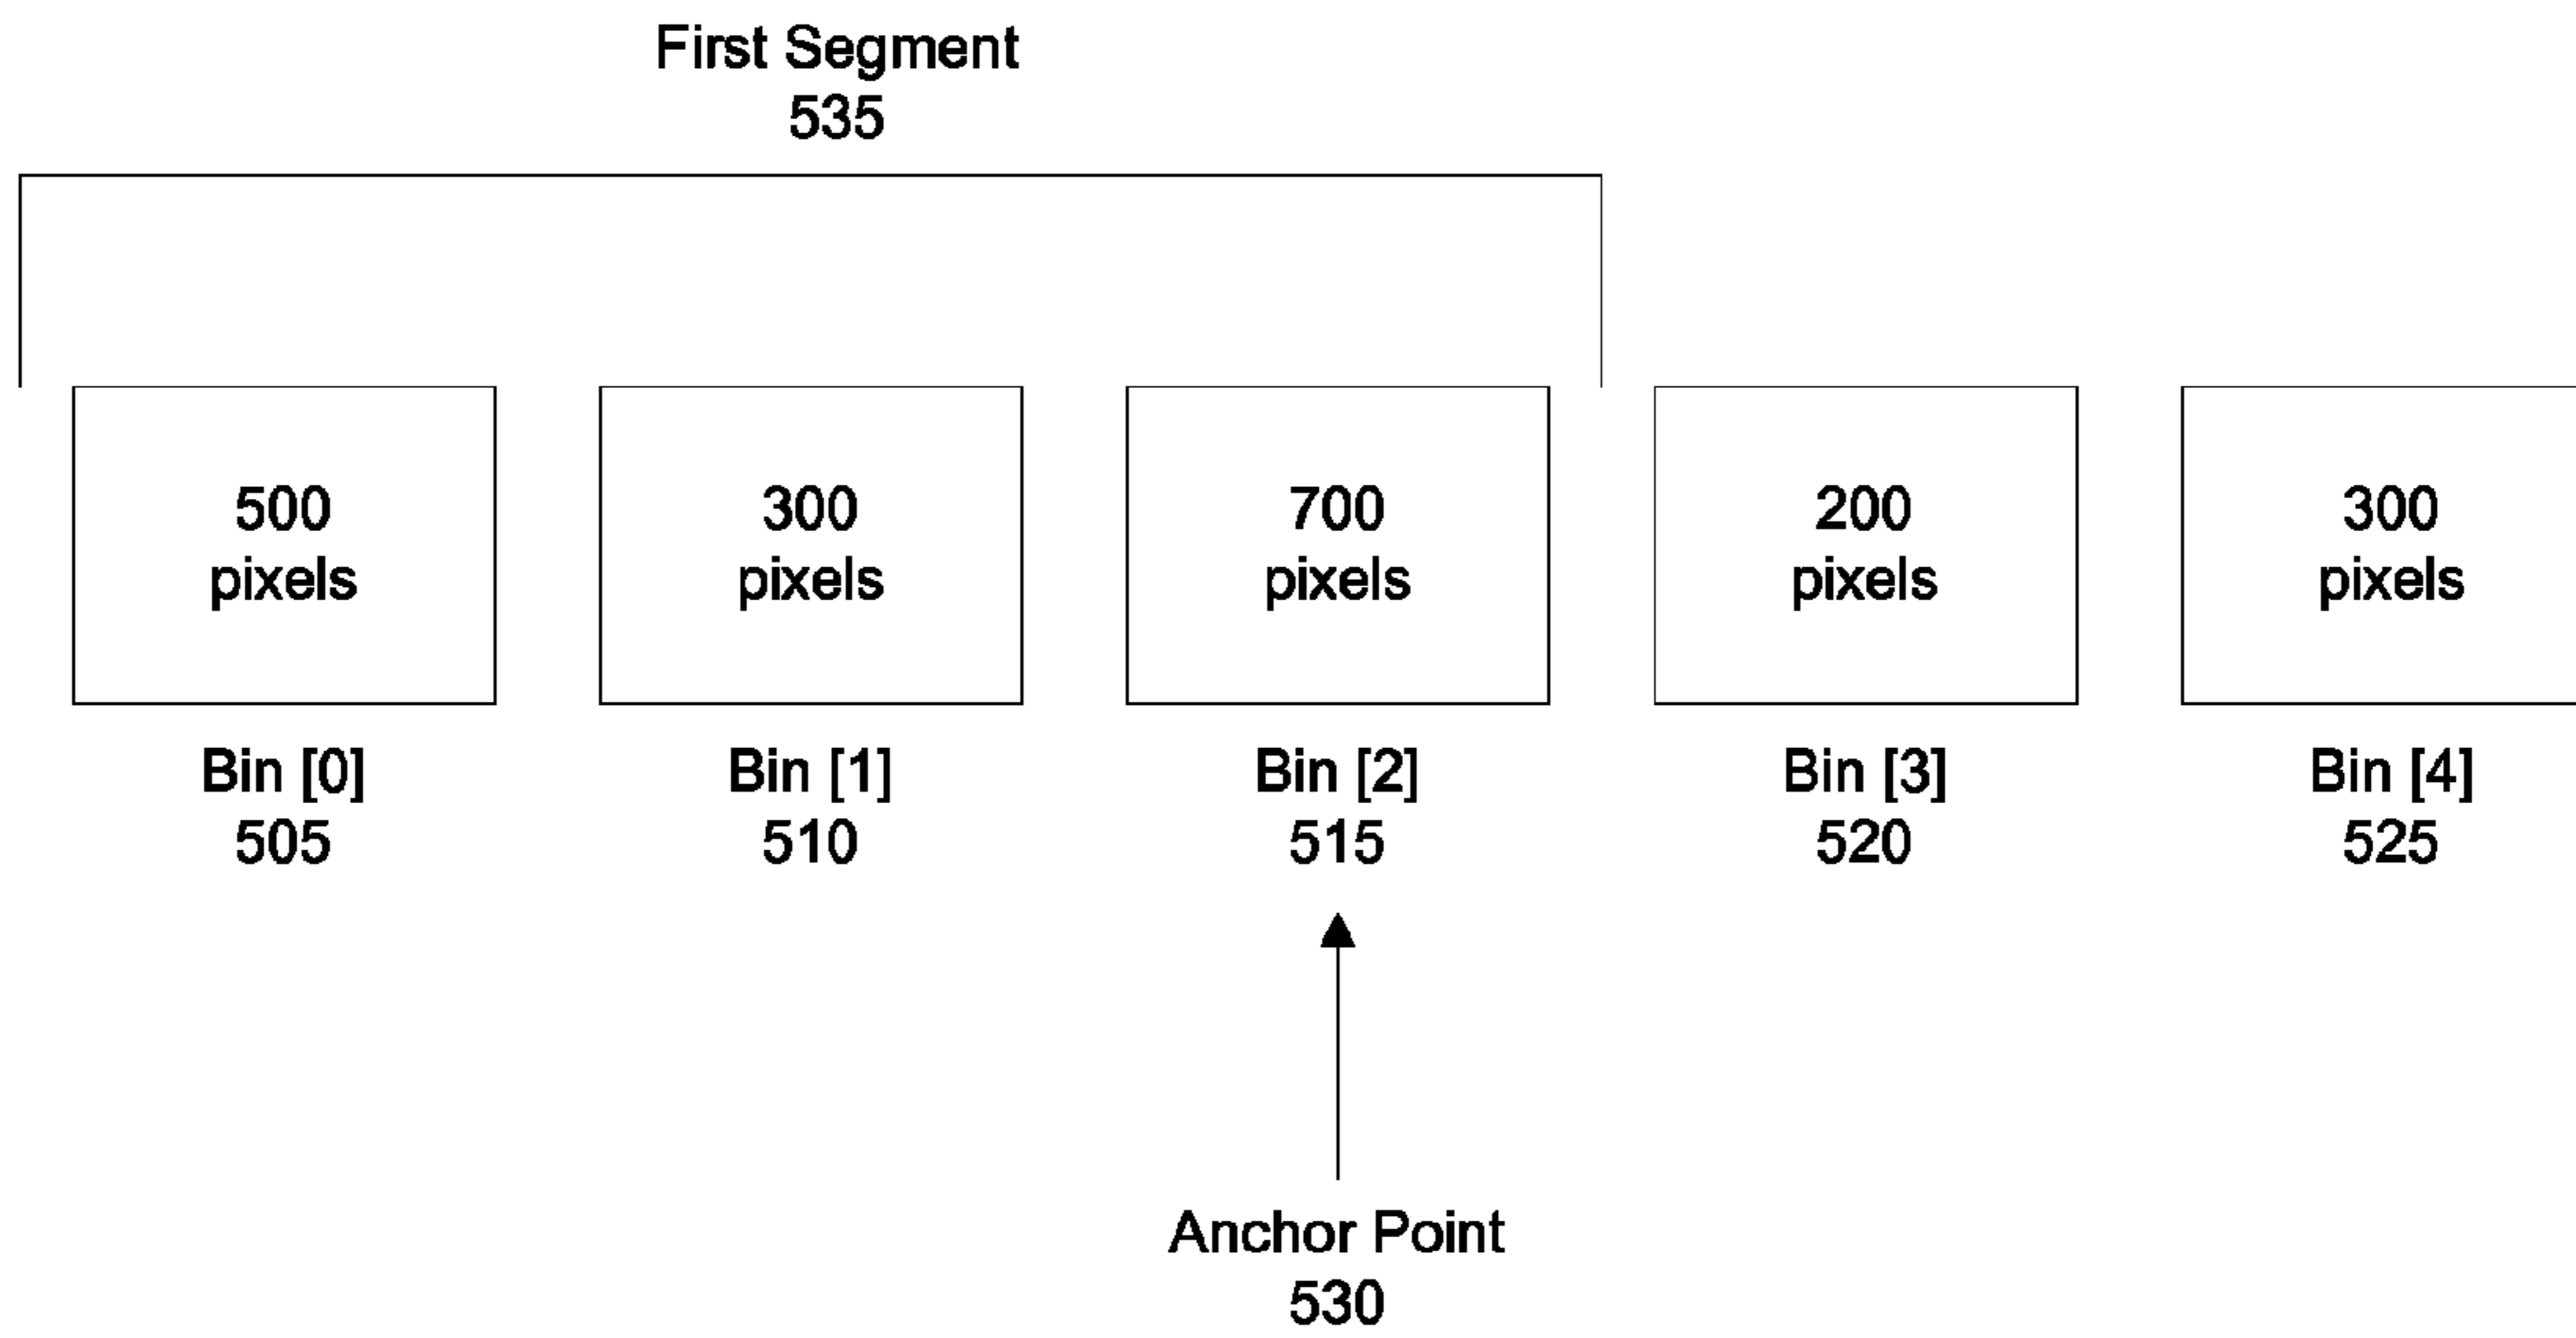 First Segment
535
500
pixels
300
pixels
700
pixels
200
pixels
300
pixels
Bin [0]
505
Bin [1]
510
Bin [2]
515
Bin [3]
520
Bin [4]
525
Anchor Point
530